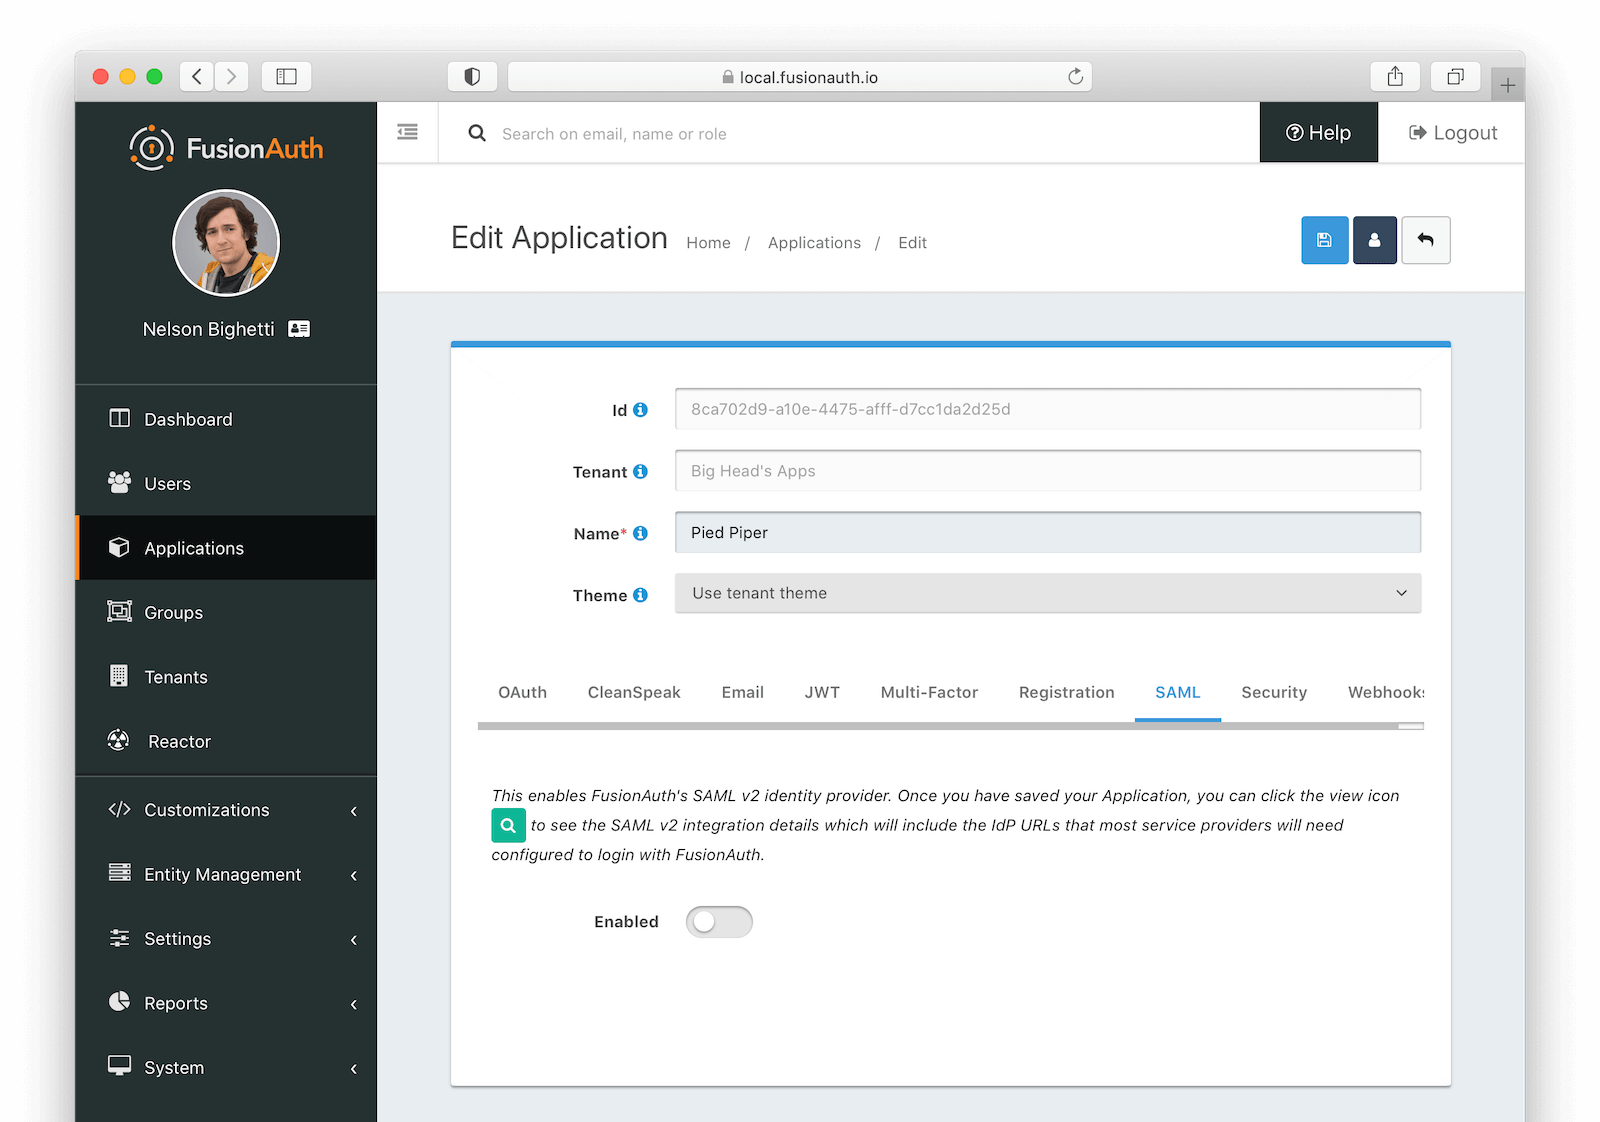 local.fusionauth.io
FusionAuth
Search on email, name or role
Help
Logout
Nelson Bighetti
Edit Application
Home / Applications / Edit
Dashboard
Users
Applications
Groups
Tenants
Reactor
Customizations
Entity Management
Settings
Reports
System
Id
8ca702d9-a10e-4475-afff-d7cc1da2d25d
Tenant
Big Head's Apps
Name*
Pied Piper
Theme
Use tenant theme
OAuth CleanSpeak Email JWT Multi-Factor Registration SAML Security Webhooks
This enables FusionAuth's SAML v2 identity provider. Once you have saved your Application, you can click the view icon
to see the SAML v2 integration details which will include the IdP URLs that most service providers will need
configured to login with FusionAuth.
Enabled